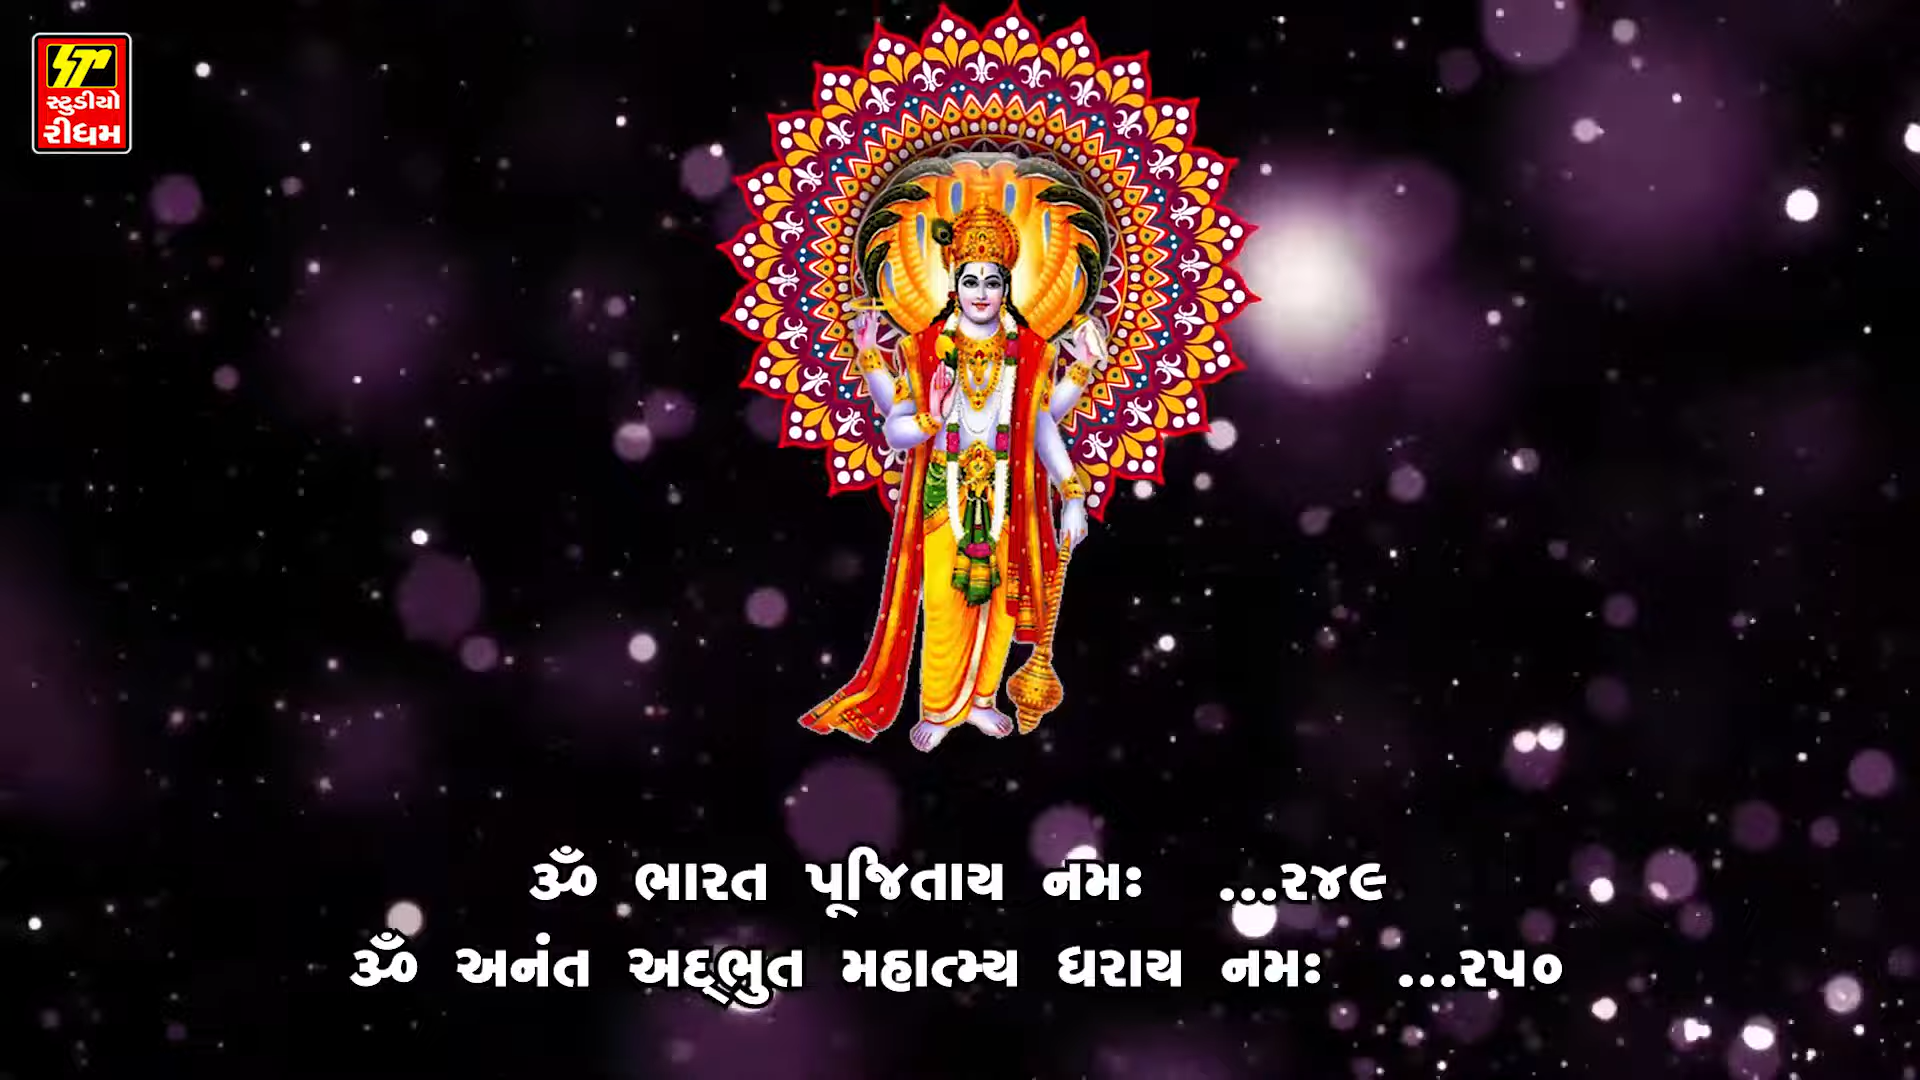 સ્ટુડીયો
રીધમ
ૐ ભારત પૂજિતાય નમઃ ...૨૪૯
ૐ અનંત અદ્ભુત મહાત્મ્ય ધરાય નમઃ ...૨૫૦